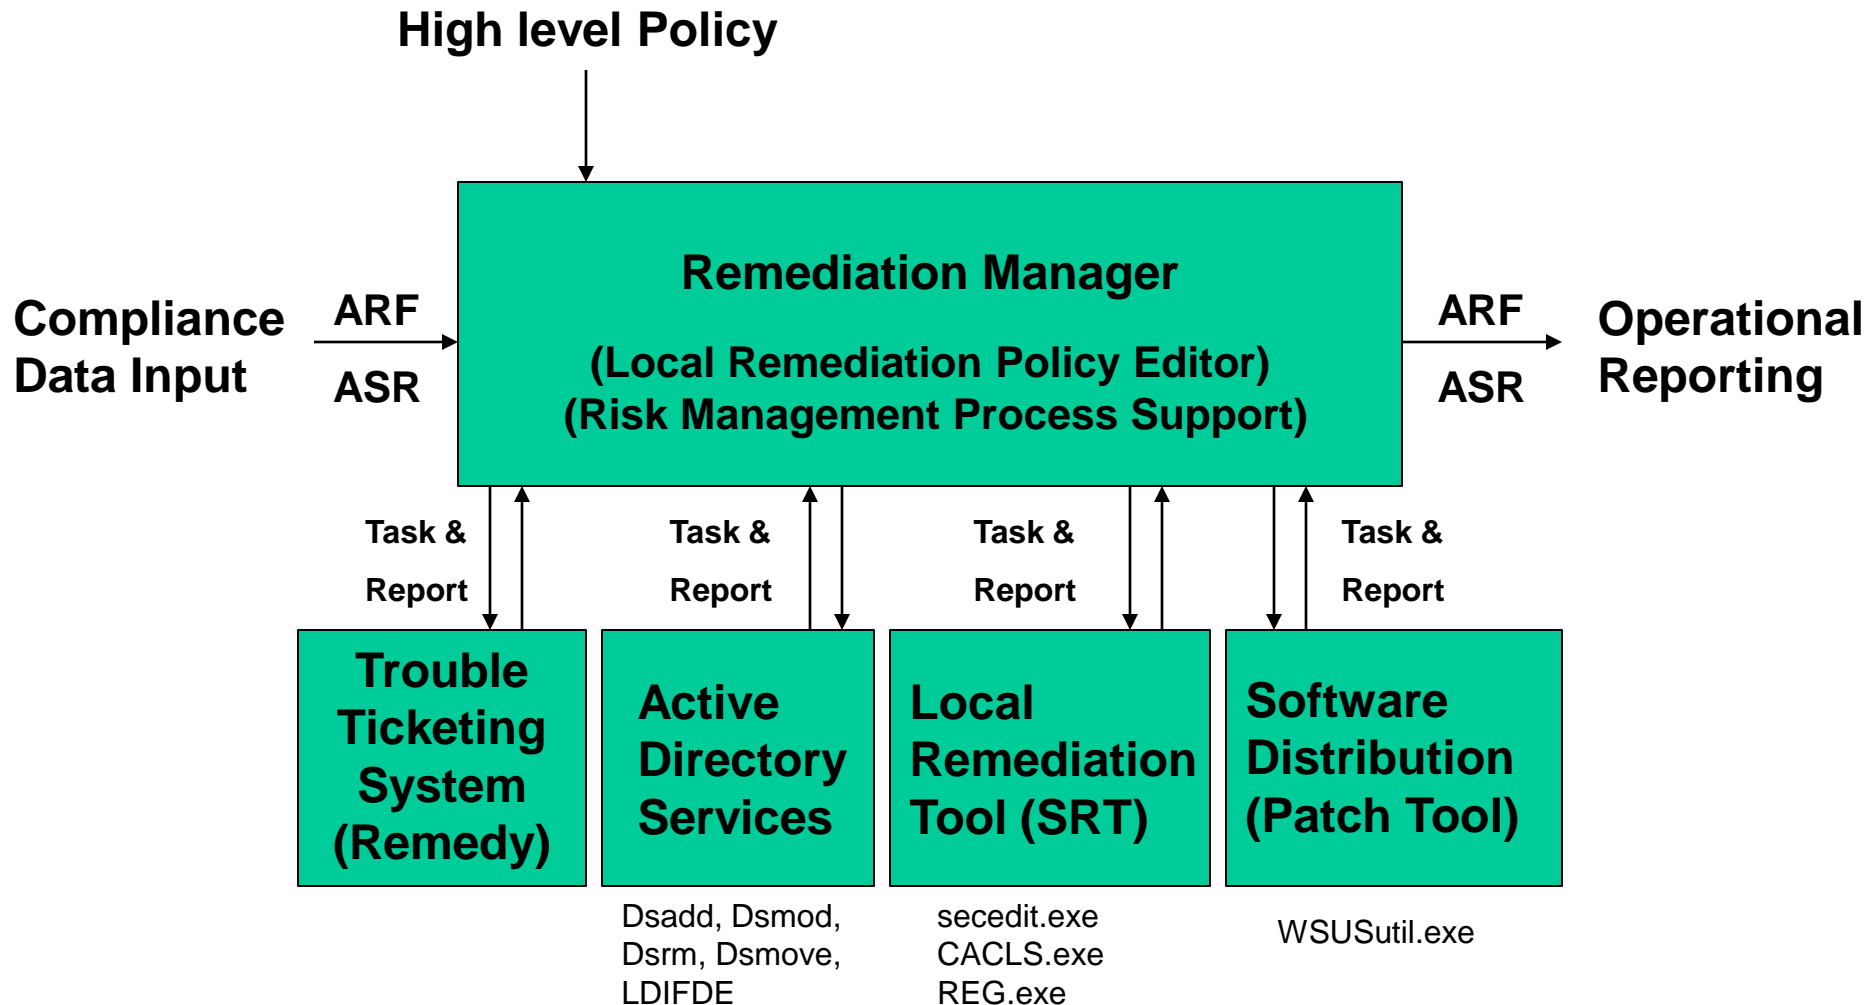 High level Policy
Remediation Manager
(Local Remediation Policy Editor)
(Risk Management Process Support)
Compliance
Data Input
ARF
ASR
ARF
ASR
Operational
Reporting
Task &
Report
Task &
Report
Task &
Report
Task &
Report
Trouble
Ticketing
System
(Remedy)
Active
Directory
Services
Local
Remediation
Tool (SRT)
Software
Distribution
(Patch Tool)
Dsadd, Dsmod,
Dsrm, Dsmove,
LDIFDE
secedit.exe
CACLS.exe
REG.exe
WSUSutil.exe